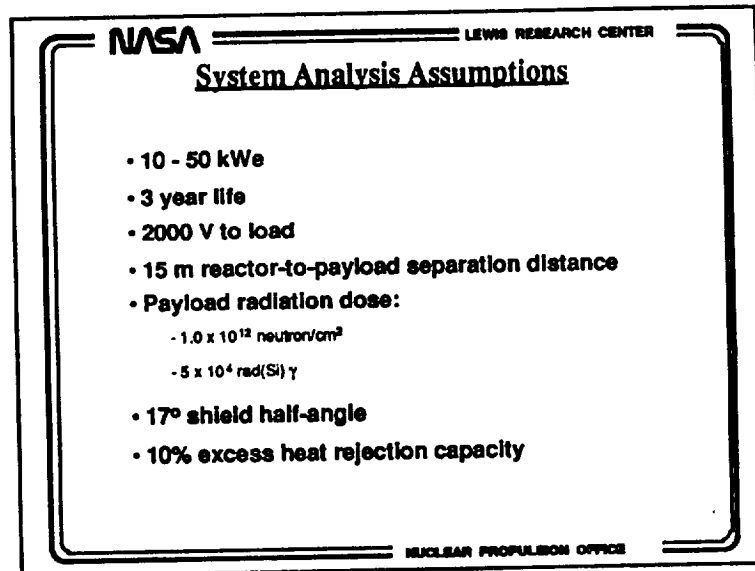 NASA
LEWIS RESEARCH CENTER
System Analysis Assumptions
• 10 - 50 kWe
• 3 year life
• 2000 V to load
• 15 m reactor-to-payload separation distance
• Payload radiation dose:
- 1.0 x 10¹² neutron/cm²
- 5 x 10⁴ rad(Si) γ
• 17º shield half-angle
• 10% excess heat rejection capacity
NUCLEAR PROPULSION OFFICE